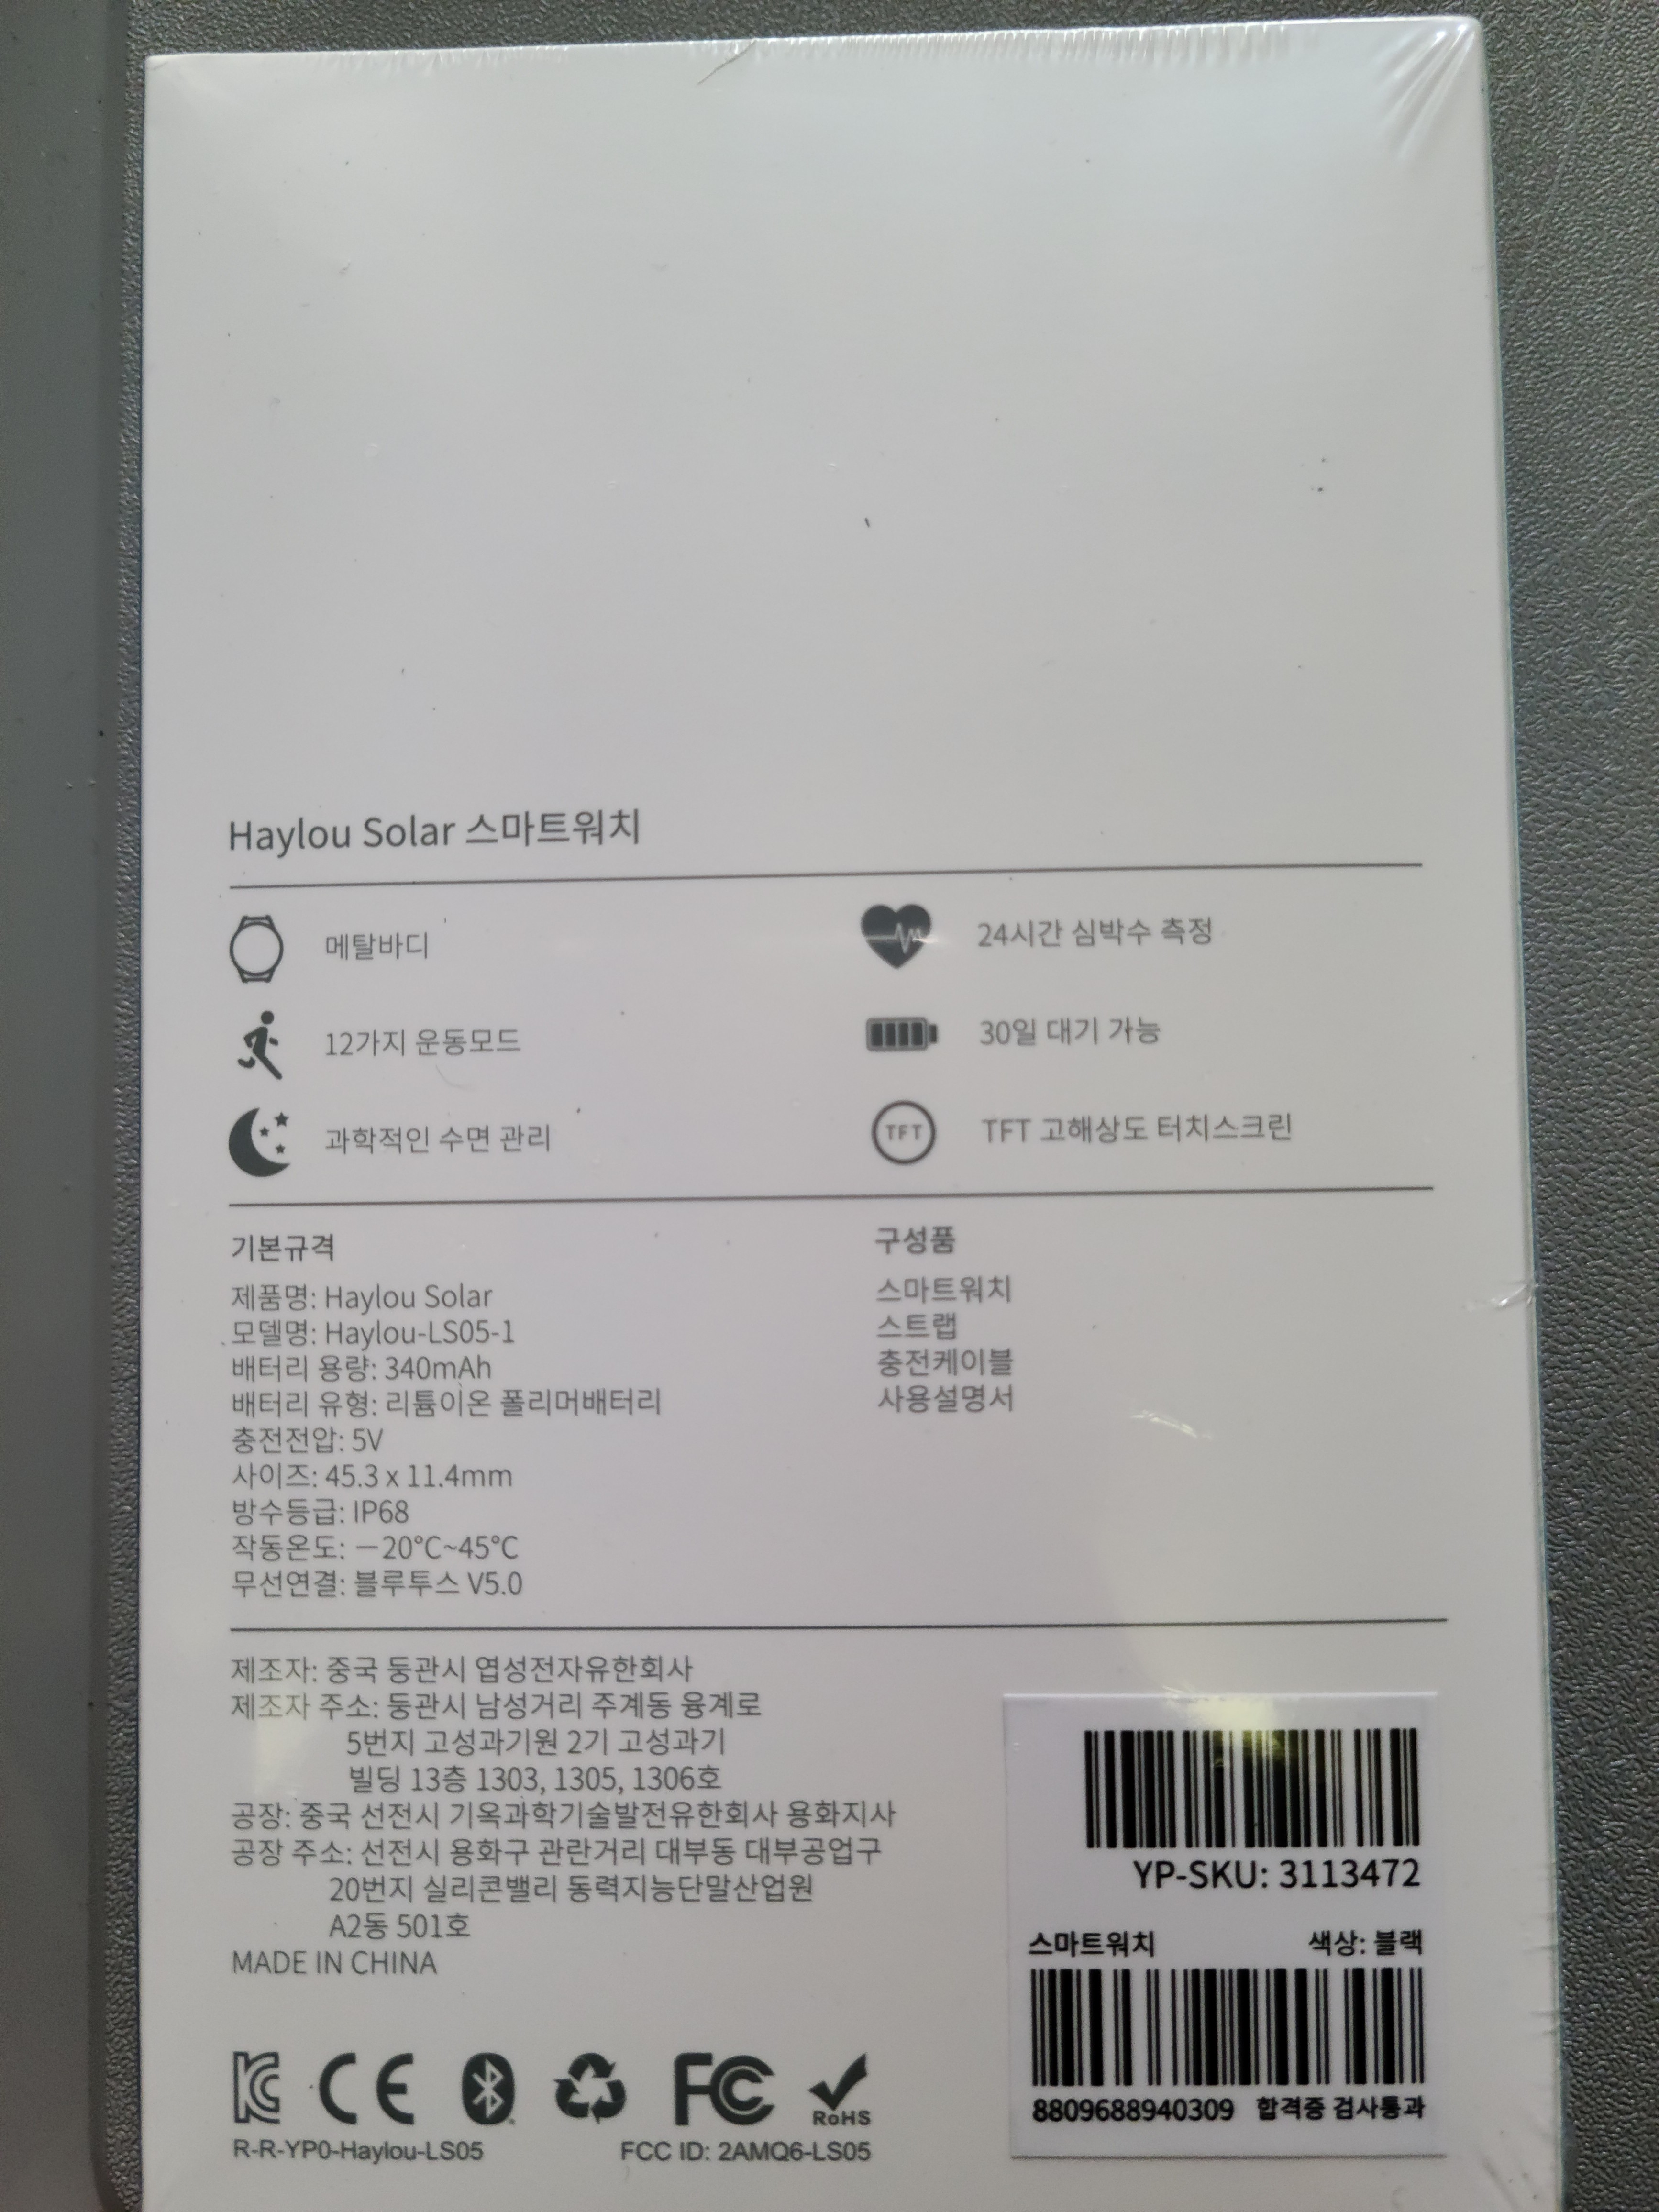 Haylou Solar 스마트워치
메탈바디
24시간 심박수 측정
12가지 운동모드
30일 대기 가능
과학적인 수면 관리
TFT
TFT 고해상도 터치스크린
기본규격
제품명: Haylou Solar
모델명: Haylou-LS05-1
배터리 용량: 340mAh
배터리 유형: 리튬이온 폴리머배터리
충전전압: 5V
사이즈: 45.3 x 11.4mm
방수등급: IP68
작동온도: －20°C~45°C
무선연결: 블루투스 V5.0
구성품
스마트워치
스트랩
충전케이블
사용설명서
제조자: 중국 둥관시 엽성전자유한회사
제조자 주소: 둥관시 남성거리 주계동 융계로
5번지 고성과기원 2기 고성과기
빌딩 13층 1303, 1305, 1306호
공장: 중국 선전시 기옥과학기술발전유한회사 용화지사
공장 주소: 선전시 용화구 관란거리 대부동 대부공업구
20번지 실리콘밸리 동력지능단말산업원
A2동 501호
MADE IN CHINA
KC CE FC RoHS
R-R-YP0-Haylou-LS05
FCC ID: 2AMQ6-LS05
YP-SKU: 3113472
스마트워치 색상: 블랙
8809688940309 합격증 검사통과